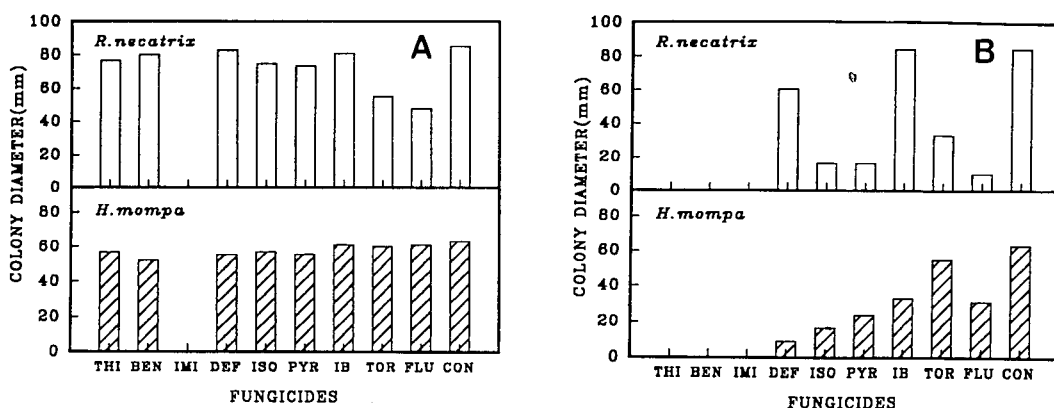 A
R.necatrix
COLONY DIAMETER(mm)
100
80
60
40
20
0
H.mompa
80
60
40
20
0
THI BEN IMI DEF ISO PYR IB TOR FLU CON
FUNGICIDES
B
R.necatrix
COLONY DIAMETER(mm)
100
80
60
40
20
0
H.mompa
80
60
40
20
0
THI BEN IMI DEF ISO PYR IB TOR FLU CON
FUNGICIDES